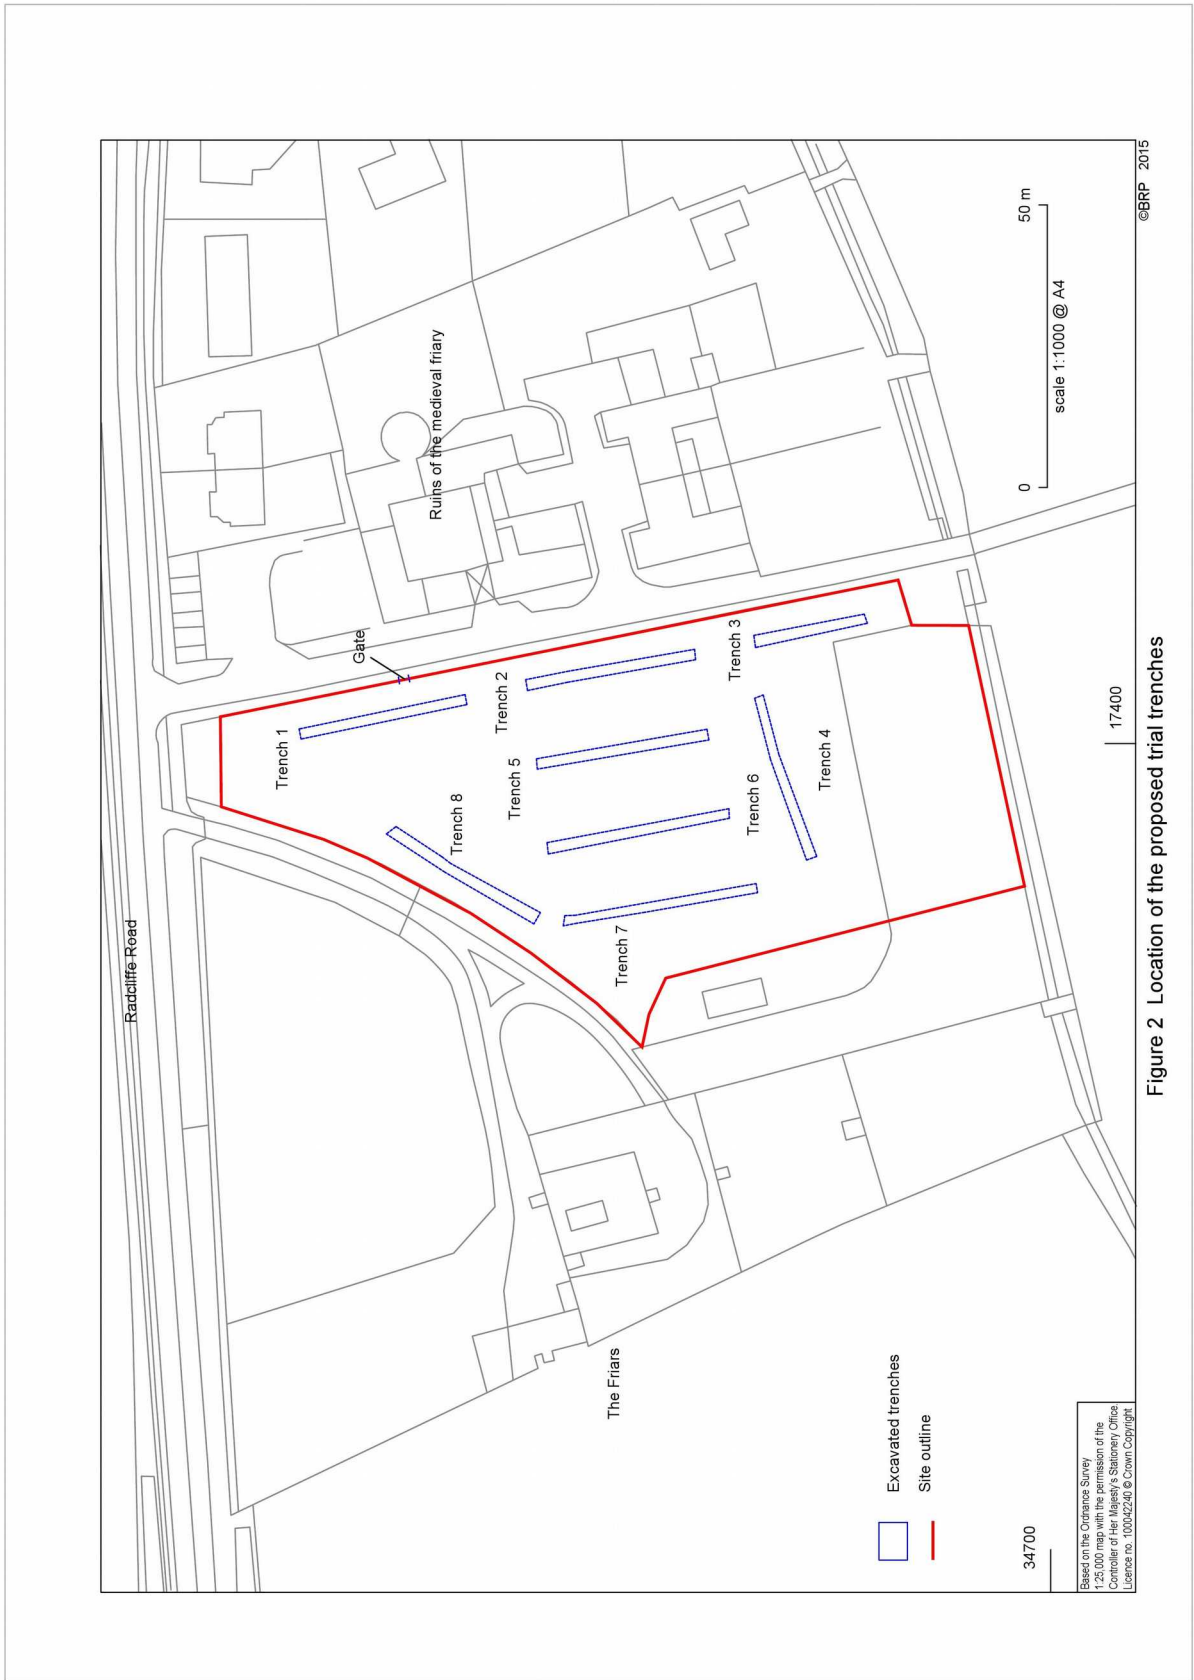 Radcliffe Road
Gate
Ruins of the medieval friary
Trench 1
Trench 2
Trench 3
Trench 8
Trench 5
Trench 6
Trench 4
Trench 7
The Friars
Excavated trenches
Site outline
34700
17400
0
50 m
scale 1:1000 @ A4
Based on the Ordnance Survey
1:25,000 map with the permission of the
Controller of Her Majesty's Stationery Office.
Licence no. 100042240 © Crown Copyright
©BRP 2015
Figure 2 Location of the proposed trial trenches